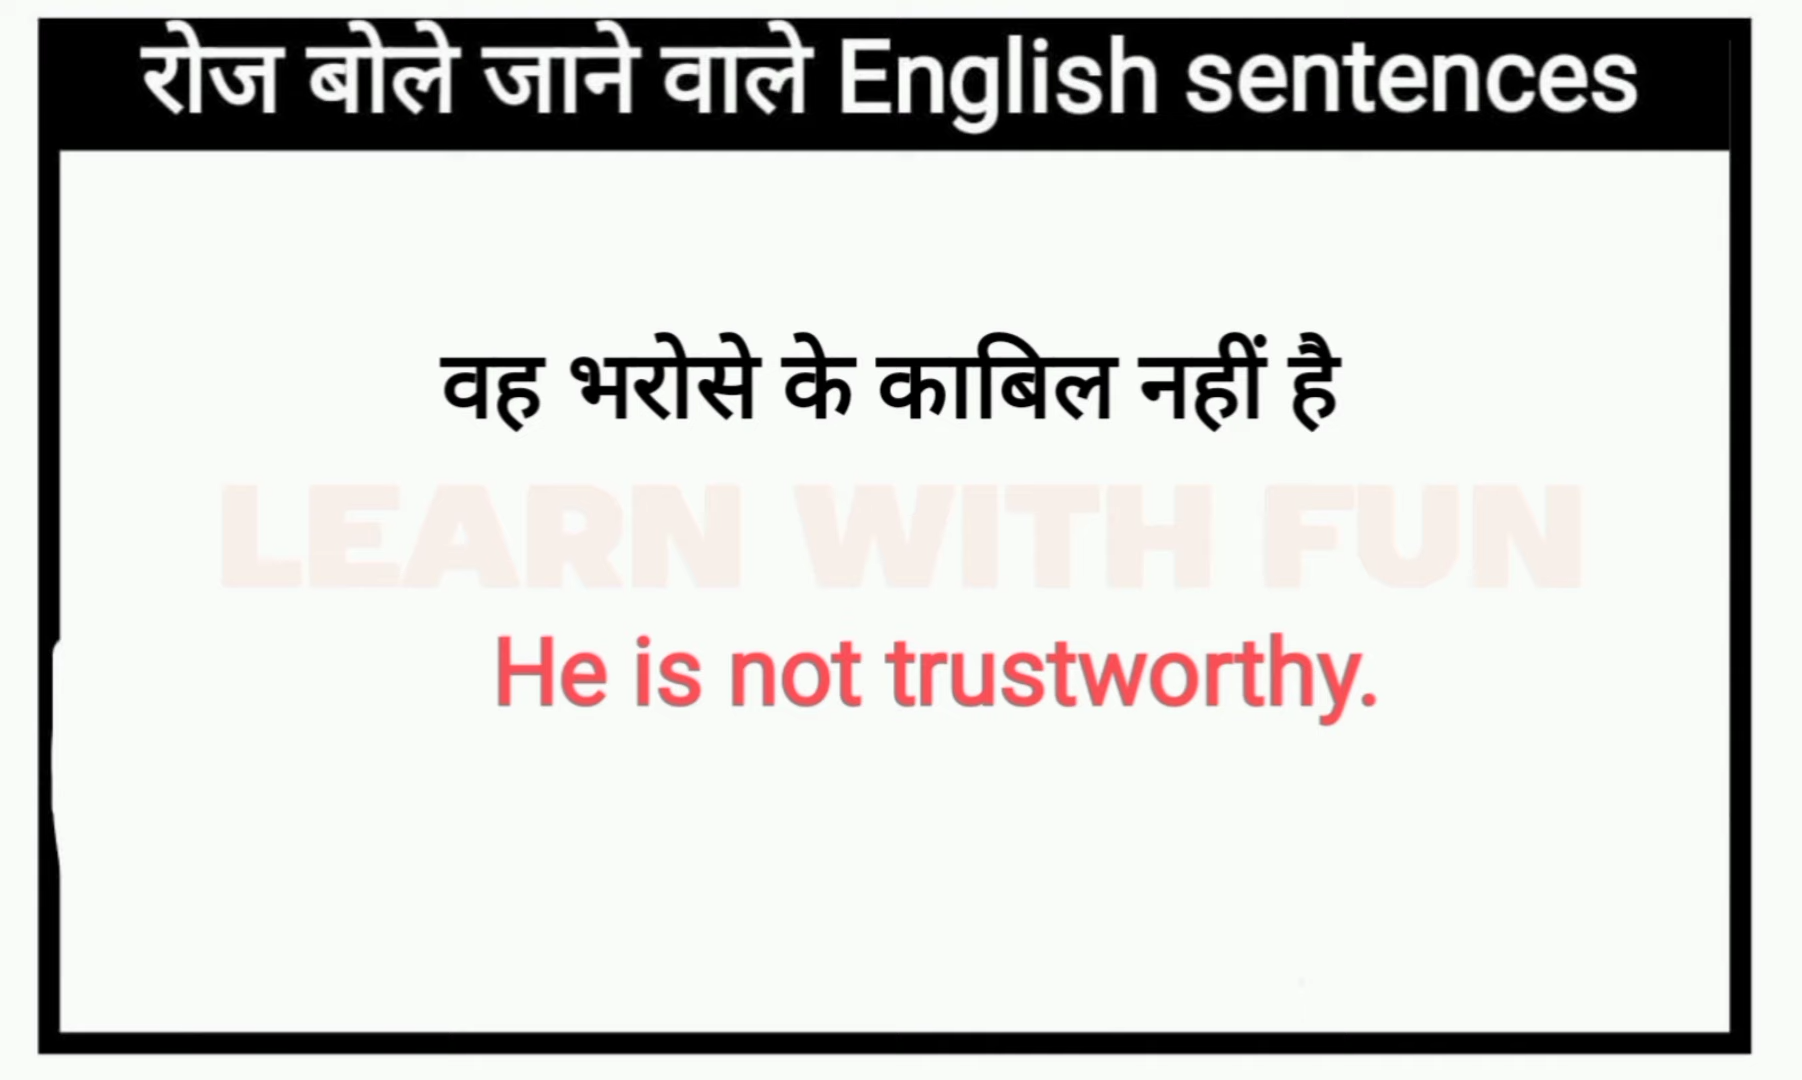 रोज बोले जाने वाले English sentences
वह भरोसे के काबिल नहीं है
LEARN WITH FUN
He is not trustworthy.